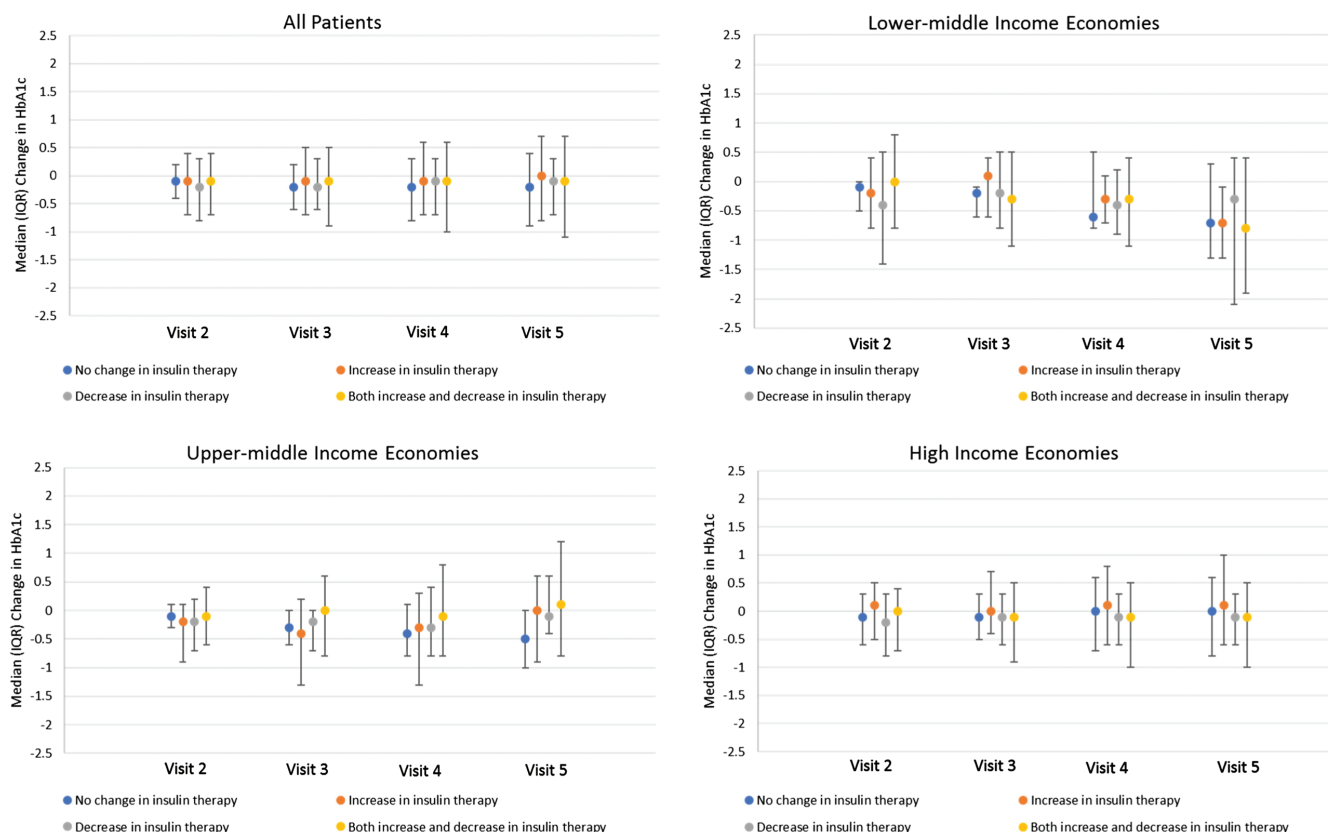 All Patients
Median (IQR) Change in HbA1c
2.5
2
1.5
1
0.5
0
-0.5
-1
-1.5
-2
-2.5
Visit 2 Visit 3 Visit 4 Visit 5
No change in insulin therapy Increase in insulin therapy
Decrease in insulin therapy Both increase and decrease in insulin therapy
Lower-middle Income Economies
Median (IQR) Change in HbA1c
2.5
2
1.5
1
0.5
0
-0.5
-1
-1.5
-2
-2.5
Visit 2 Visit 3 Visit 4 Visit 5
No change in insulin therapy Increase in insulin therapy
Decrease in insulin therapy Both increase and decrease in insulin therapy
Upper-middle Income Economies
Median (IQR) Change in HbA1c
2.5
2
1.5
1
0.5
0
-0.5
-1
-1.5
-2
-2.5
Visit 2 Visit 3 Visit 4 Visit 5
No change in insulin therapy Increase in insulin therapy
Decrease in insulin therapy Both increase and decrease in insulin therapy
High Income Economies
Median (IQR) Change in HbA1c
2.5
2
1.5
1
0.5
0
-0.5
-1
-1.5
-2
-2.5
Visit 2 Visit 3 Visit 4 Visit 5
No change in insulin therapy Increase in insulin therapy
Decrease in insulin therapy Both increase and decrease in insulin therapy